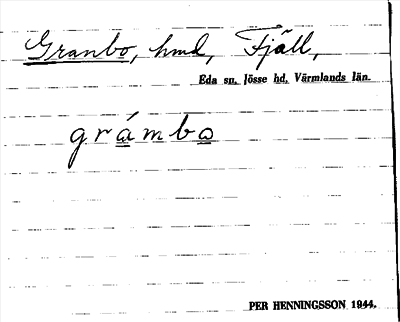 Granbo, hmd, Fjäll,
Eda sn, Jösse hd, Värmlands län.
grámbo
PER HENNINGSSON 1944.